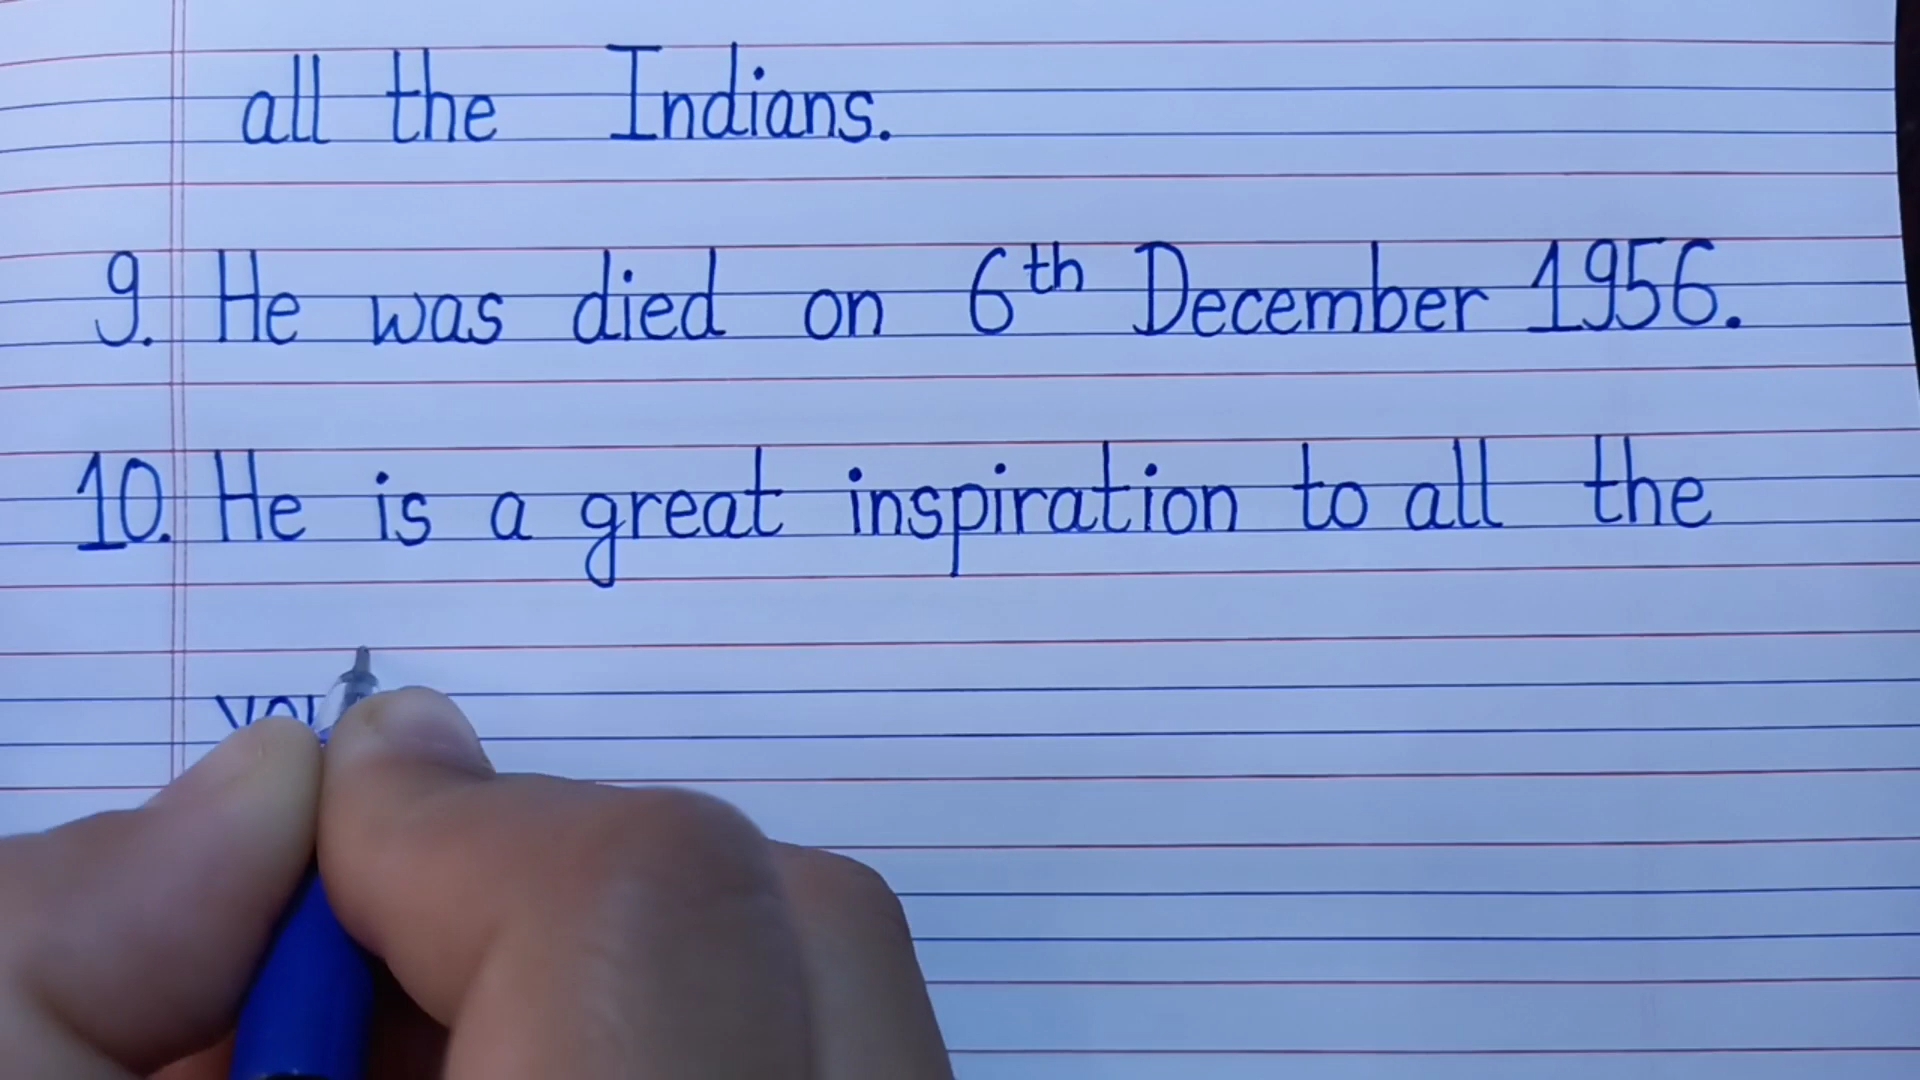 all the Indians.
9. He was died on 6th December 1956.
10. He is a great inspiration to all the